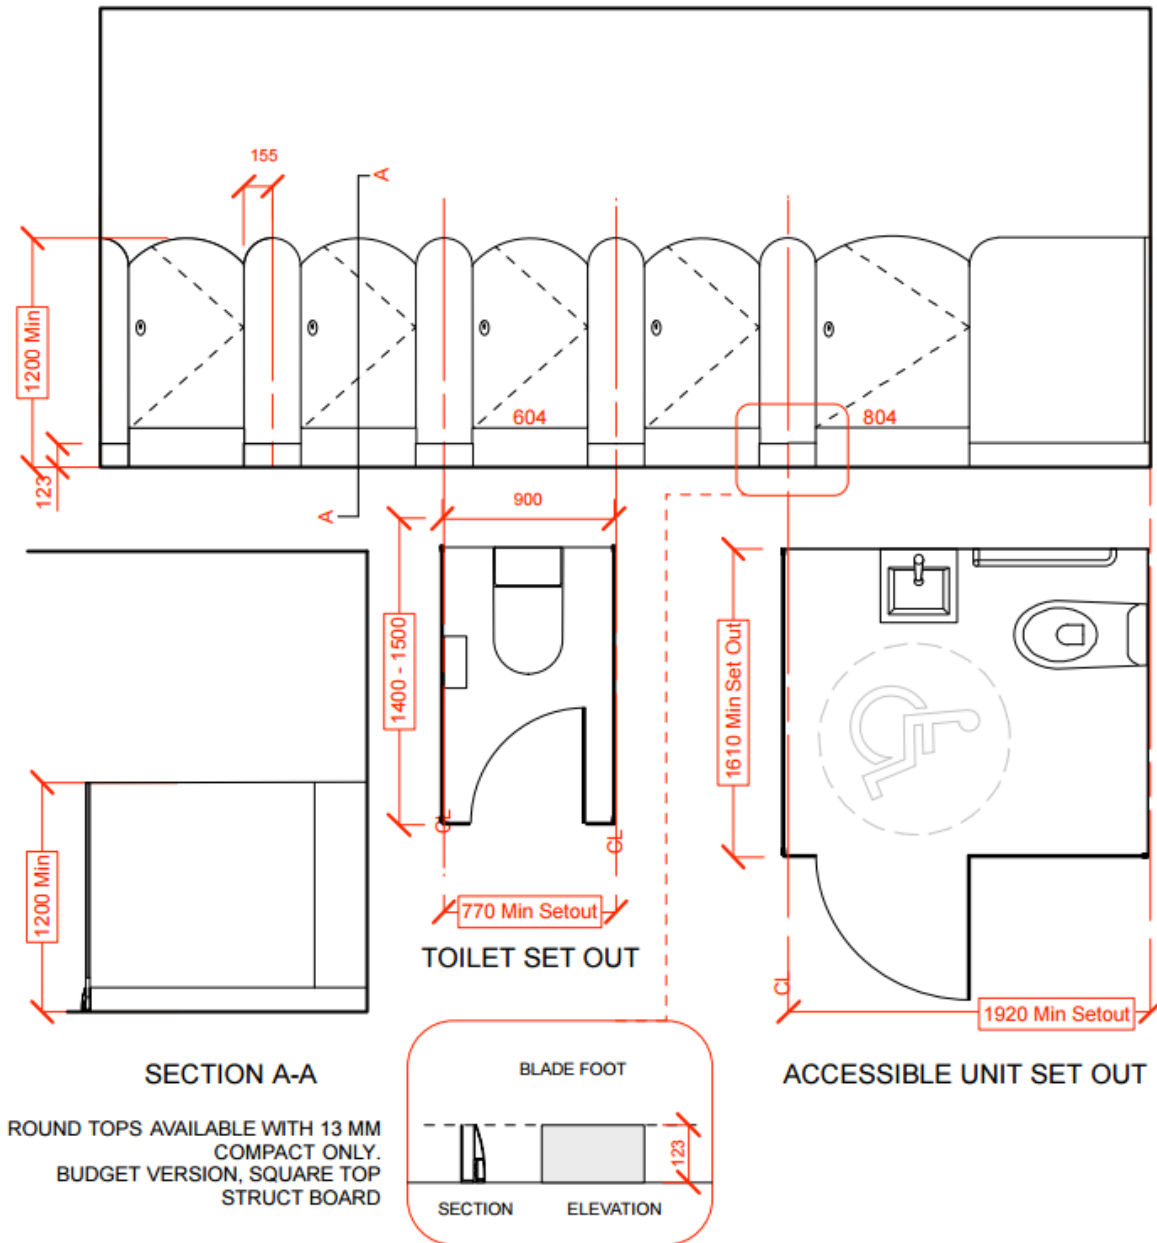 155
A
1200 Min
604
804
123
A
900
1400 - 1500
1610 Min Set Out
CL
CL
1200 Min
770 Min Setout
TOILET SET OUT
CL
1920 Min Setout
SECTION A-A
ACCESSIBLE UNIT SET OUT
BLADE FOOT
ROUND TOPS AVAILABLE WITH 13 MM
COMPACT ONLY.
BUDGET VERSION, SQUARE TOP
STRUCT BOARD
123
SECTION
ELEVATION